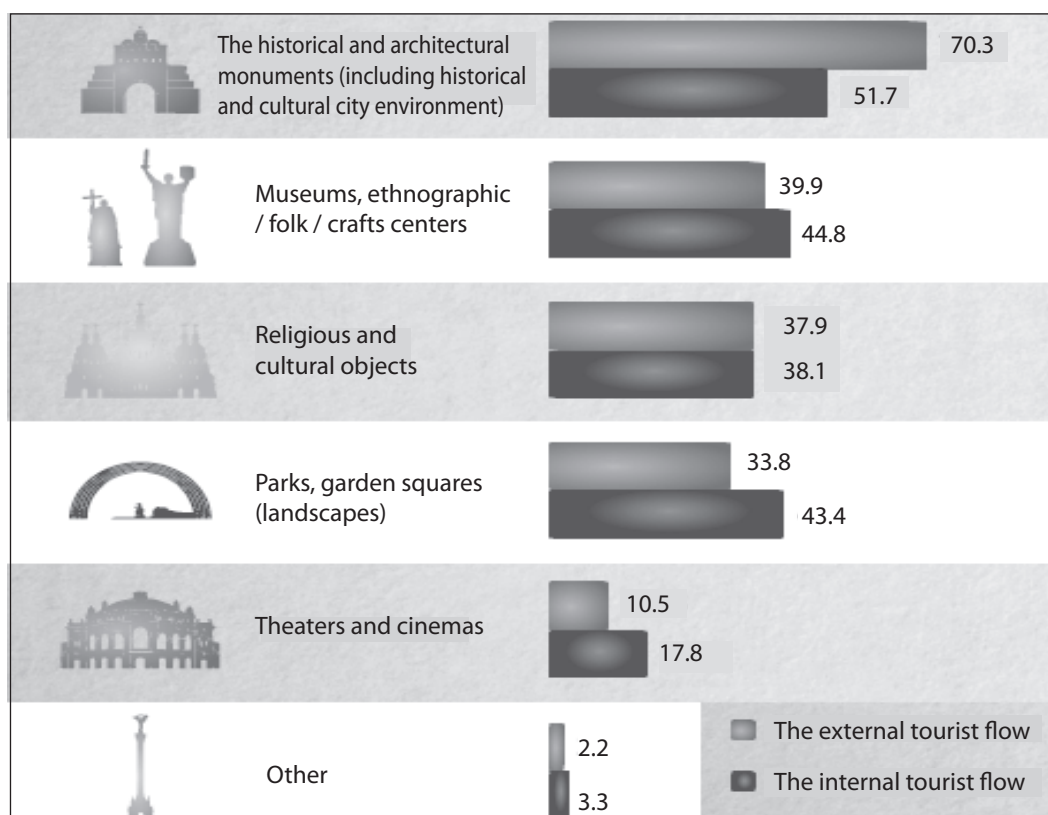 The historical and architectural
monuments (including historical
and cultural city environment)
70.3
51.7
Museums, ethnographic
/ folk / crafts centers
39.9
44.8
Religious and
cultural objects
37.9
38.1
Parks, garden squares
(landscapes)
33.8
43.4
Theaters and cinemas
10.5
17.8
Other
2.2
3.3
The external tourist flow
The internal tourist flow